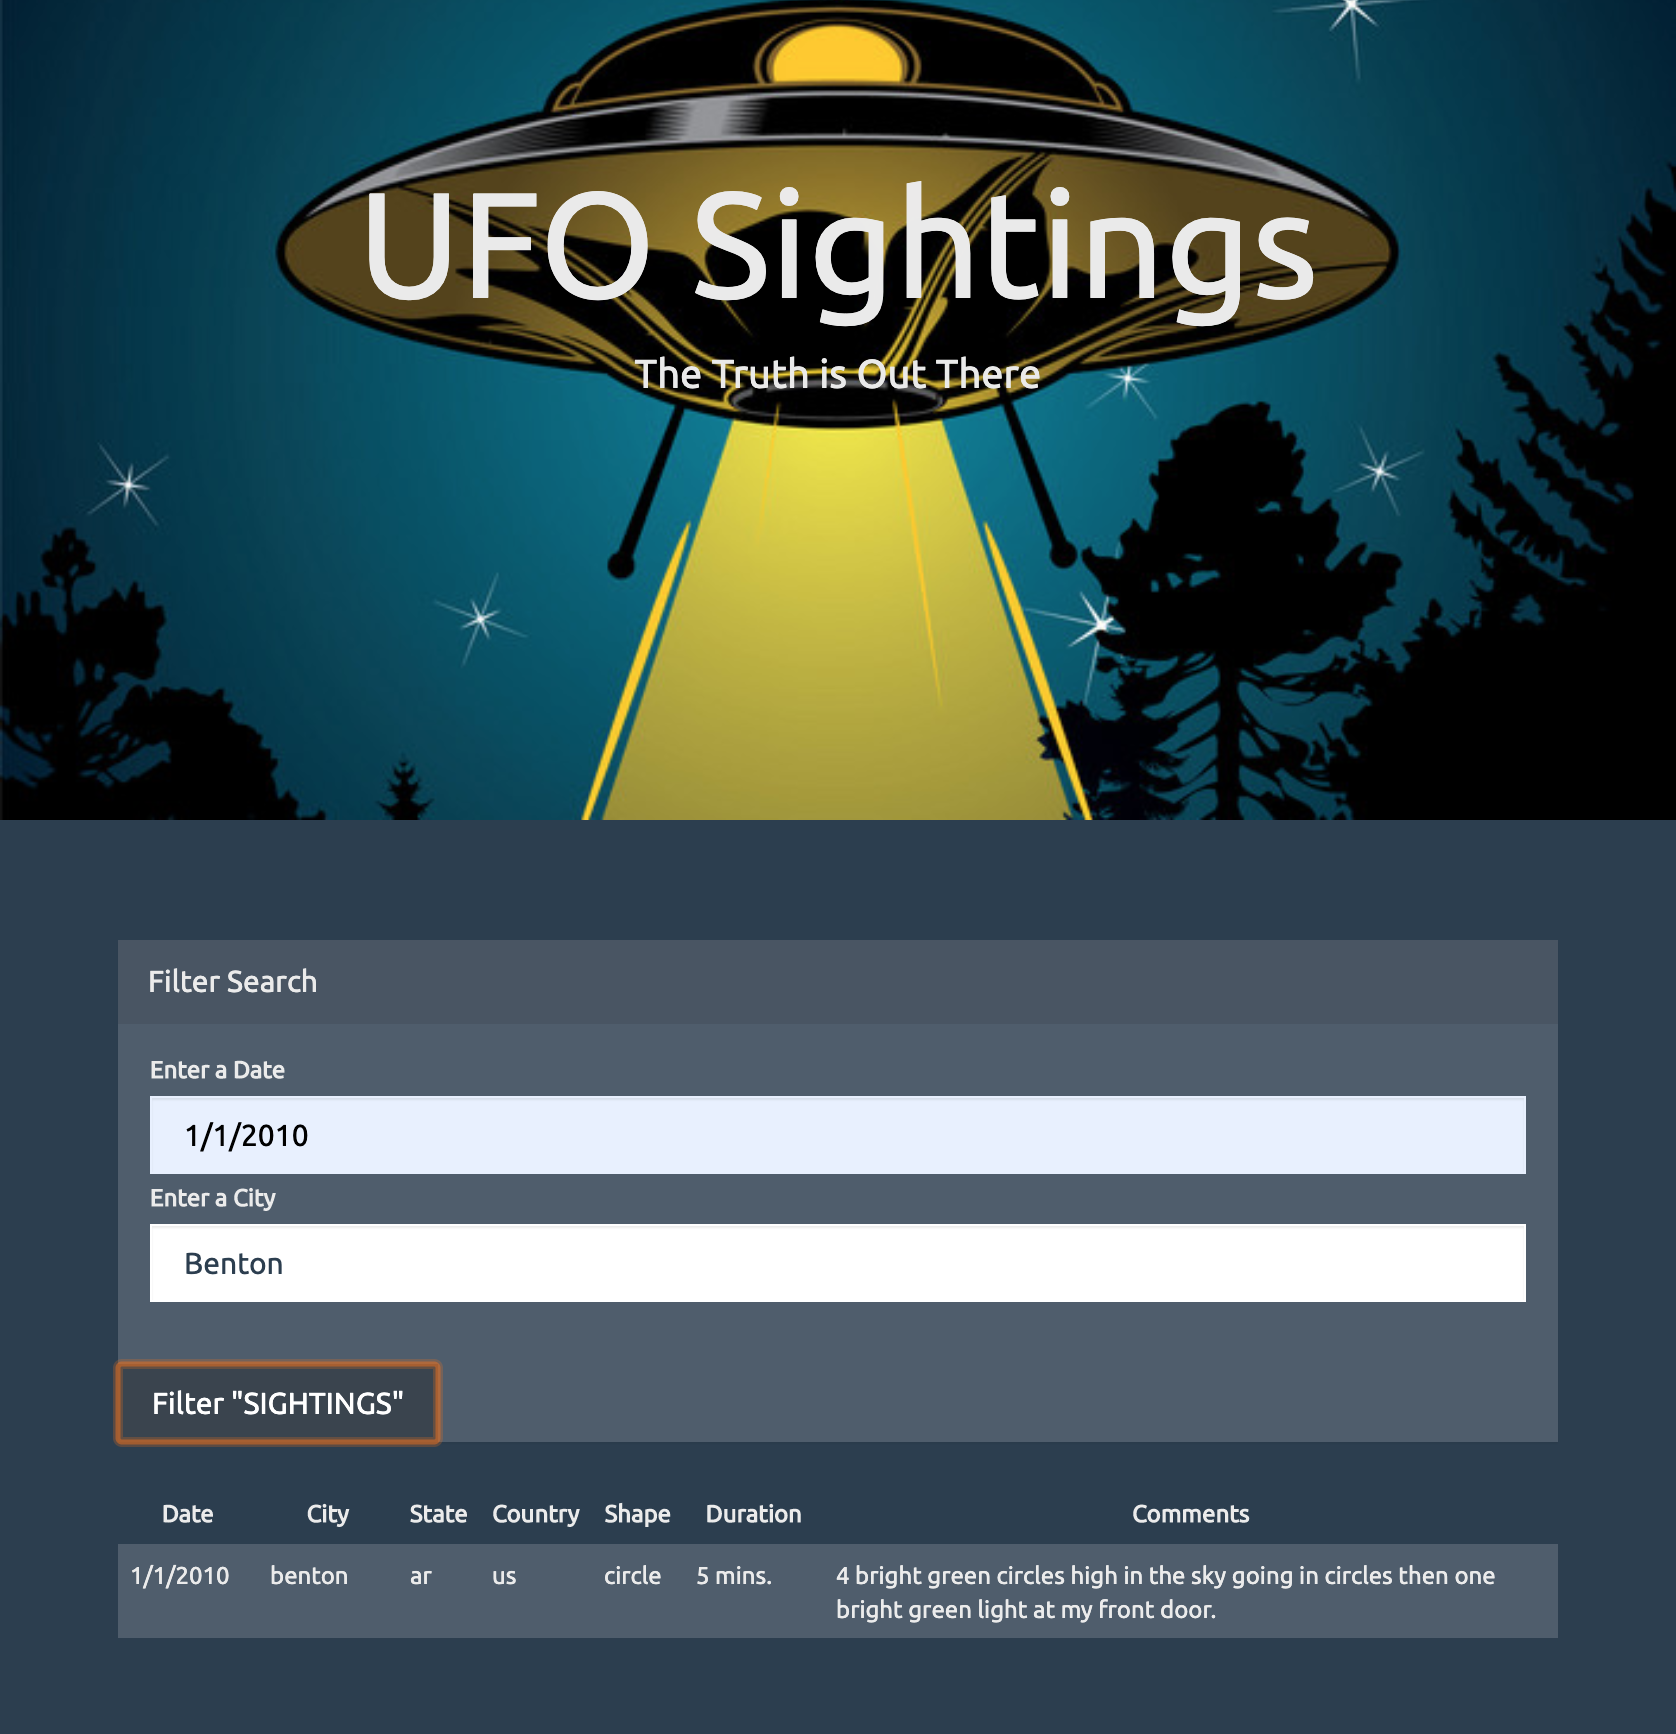 UFO Sightings
The Truth is Out There
Filter Search
Enter a Date
1/1/2010
Enter a City
Benton
Filter "SIGHTINGS"
Date City State Country Shape Duration Comments
1/1/2010 benton ar us circle 5 mins. 4 bright green circles high in the sky going in circles then one
bright green light at my front door.